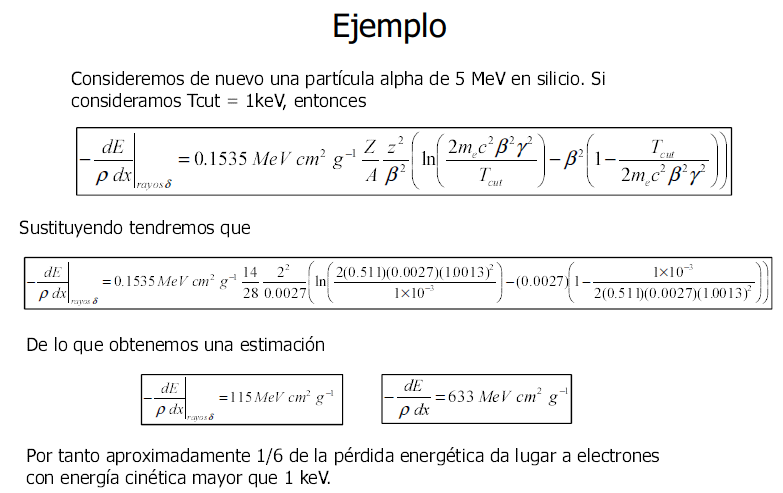 Ejemplo
Consideremos de nuevo una partícula alpha de 5 MeV en silicio. Si
consideramos Tcut = 1keV, entonces
$\left.-\frac{dE}{\rho\, dx}\right|_{rayos\,\delta} = 0.1535\ MeV\ cm^2\ g^{-1} \frac{Z}{A} \frac{z^2}{\beta^2} \left( \ln\left( \frac{2m_e c^2 \beta^2 \gamma^2}{T_{cut}} \right) - \beta^2 \left( 1 - \frac{T_{cut}}{2m_e c^2 \beta^2 \gamma^2} \right) \right)$
Sustituyendo tendremos que
$\left.-\frac{dE}{\rho\, dx}\right|_{rayos\,\delta} = 0.1535\ MeV\ cm^2\ g^{-1} \frac{14}{28} \frac{2^2}{0.0027} \left( \ln\left( \frac{2(0.511)(0.0027)(1.0013)^2}{1\times10^{-3}} \right) - (0.0027)\left( 1 - \frac{1\times10^{-3}}{2(0.511)(0.0027)(1.0013)^2} \right) \right)$
De lo que obtenemos una estimación
$\left.-\frac{dE}{\rho\, dx}\right|_{rayos\,\delta} = 115\ MeV\ cm^2\ g^{-1}$ $-\frac{dE}{\rho\, dx} = 633\ MeV\ cm^2\ g^{-1}$
Por tanto aproximadamente 1/6 de la pérdida energética da lugar a electrones
con energía cinética mayor que 1 keV.